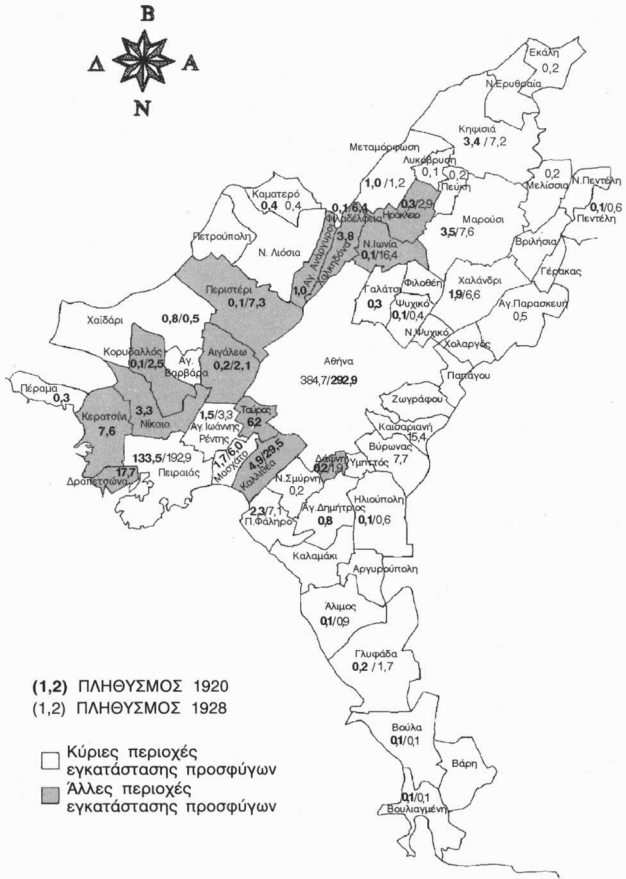 Β
Δ
Α
Ν
Εκάλη
0,2
Ν.Ερυθραία
Κηφισιά
3,4 / 7,2
Μεταμόρφωση
1,0 /1,2
Λυκόβρυση
0,1
0,2
Πεύκη
0,2
Μελίσσια
Ν.Πεντέλη
0,1/0,6
Πεντέλη
Καματερό
0,4 0,4
0,1/6,4
Φιλαδέλφεια
3,8
Χαλκηδόνα
0,3/2,9
Ηράκλειο
Μαρούσι
3,5/7,6
Πετρούπολη
Ν. Λιόσια
Αγ. Ανάργυροι
1,0
Ν.Ιωνία
0,1/16,4
Βριλήσια
Γέρακας
Περιστέρι
0,1/7,3
Γαλάτσι
0,3
Φιλοθέη
Ψυχικό
0,1/0,4
Ν.Ψυχικό
Χαλάνδρι
1,9/6,6
Αγ.Παρασκευή
0,5
Χολαργός
Παπάγου
Χαϊδάρι
0,8/0,5
Κορυδαλλός
0,1/2,5
Αγ.
Βαρβάρα
Αιγάλεω
0,2/2,1
Αθήνα
384,7/292,9
Ζωγράφου
Πέραμα
0,3
Κερατσίνι
7,6
3,3
Νίκαια
1,5/3,3
Αγ. Ιωάννης
Ρέντης
Ταύρος
6,2
Καισαριανή
15,4
Βύρωνας
7,7
133,5/192,9
Πειραιάς
1,7/6,0
Μοσχάτο
4,9/29,5
Καλλιθέα
Δάφνη
0,2/1,9
Υμηττός
17,7
Δραπετσώνα
Ν.Σμύρνη
0,2
2,3/7,1
Π.Φάληρο
Αγ.Δημήτριος
0,8
Ηλιούπολη
0,1/0,6
Καλαμάκι
Αργυρούπολη
Άλιμος
0,1/0,9
Γλυφάδα
0,2 / 1,7
Βούλα
0,1/0,1
Βάρη
0,1/0,1
Βουλιαγμένη
(1,2) ΠΛΗΘΥΣΜΟΣ 1920
(1,2) ΠΛΗΘΥΣΜΟΣ 1928
Κύριες περιοχές
εγκατάστασης προσφύγων
Άλλες περιοχές
εγκατάστασης προσφύγων